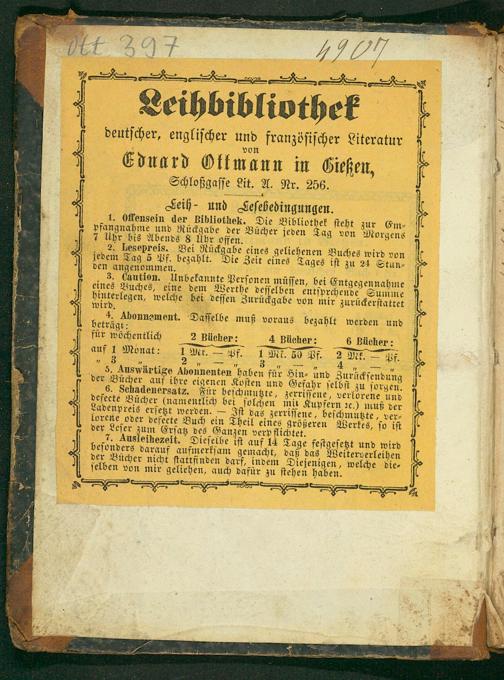 Ott 397
4907
Leihbibliothek
deutscher, englischer und französischer Literatur
von
Eduard Ottmann in Gießen,
Schloßgasse Lit. A. Nr. 256.
Leih- und Lesebedingungen.
1. Offensein der Bibliothek. Die Bibliothek steht zur Em-
pfangnahme und Rückgabe der Bücher jeden Tag von Morgens
7 Uhr bis Abends 8 Uhr offen.
2. Lesepreis. Bei Rückgabe eines geliehenen Buches wird von
jedem Tag 5 Pf. bezahlt. Die Zeit eines Tages ist zu 24 Stun-
den angenommen.
3. Caution. Unbekannte Personen müssen, bei Entgegennahme
eines Buches, eine dem Werthe desselben entsprchende Summe
hinterlegen, welche bei dessen Zurückgabe von mir zurückerstattet
wird.
4. Abonnement. Dasselbe muß voraus bezahlt werden und
beträgt:
für wöchentlich 2 Bücher: 4 Bücher: 6 Bücher:
auf 1 Monat: 1 Mk. — Pf. 1 Mk. 50 Pf. 2 Mk. — Pf.
„ 3 „ 2 „ — „ 3 „ — „ 4 „ — „
5. Auswärtige Abonnenten haben für Hin- und Zurücksendung
der Bücher auf ihre eigenen Kosten und Gefahr selbst zu sorgen.
6. Schadenersatz. Für beschmutzte, zerrissene, verlorene und
defecte Bücher (namentlich bei solchen mit Kupfern ꝛc.) muß der
Ladenpreis ersetzt werden. — Ist das zerrissene, beschmutzte, ver-
lorene oder defecte Buch ein Theil eines größeren Werkes, so ist
der Leser zum Ersatz des Ganzen verpflichtet.
7. Ausleihezeit. Dieselbe ist auf 14 Tage festgesetzt und wird
besonders darauf aufmerksam gemacht, daß das Weiterverleihen
der Bücher nicht stattfinden darf, indem Diejenigen, welche die-
selben von mir geliehen, auch dafür zu stehen haben.